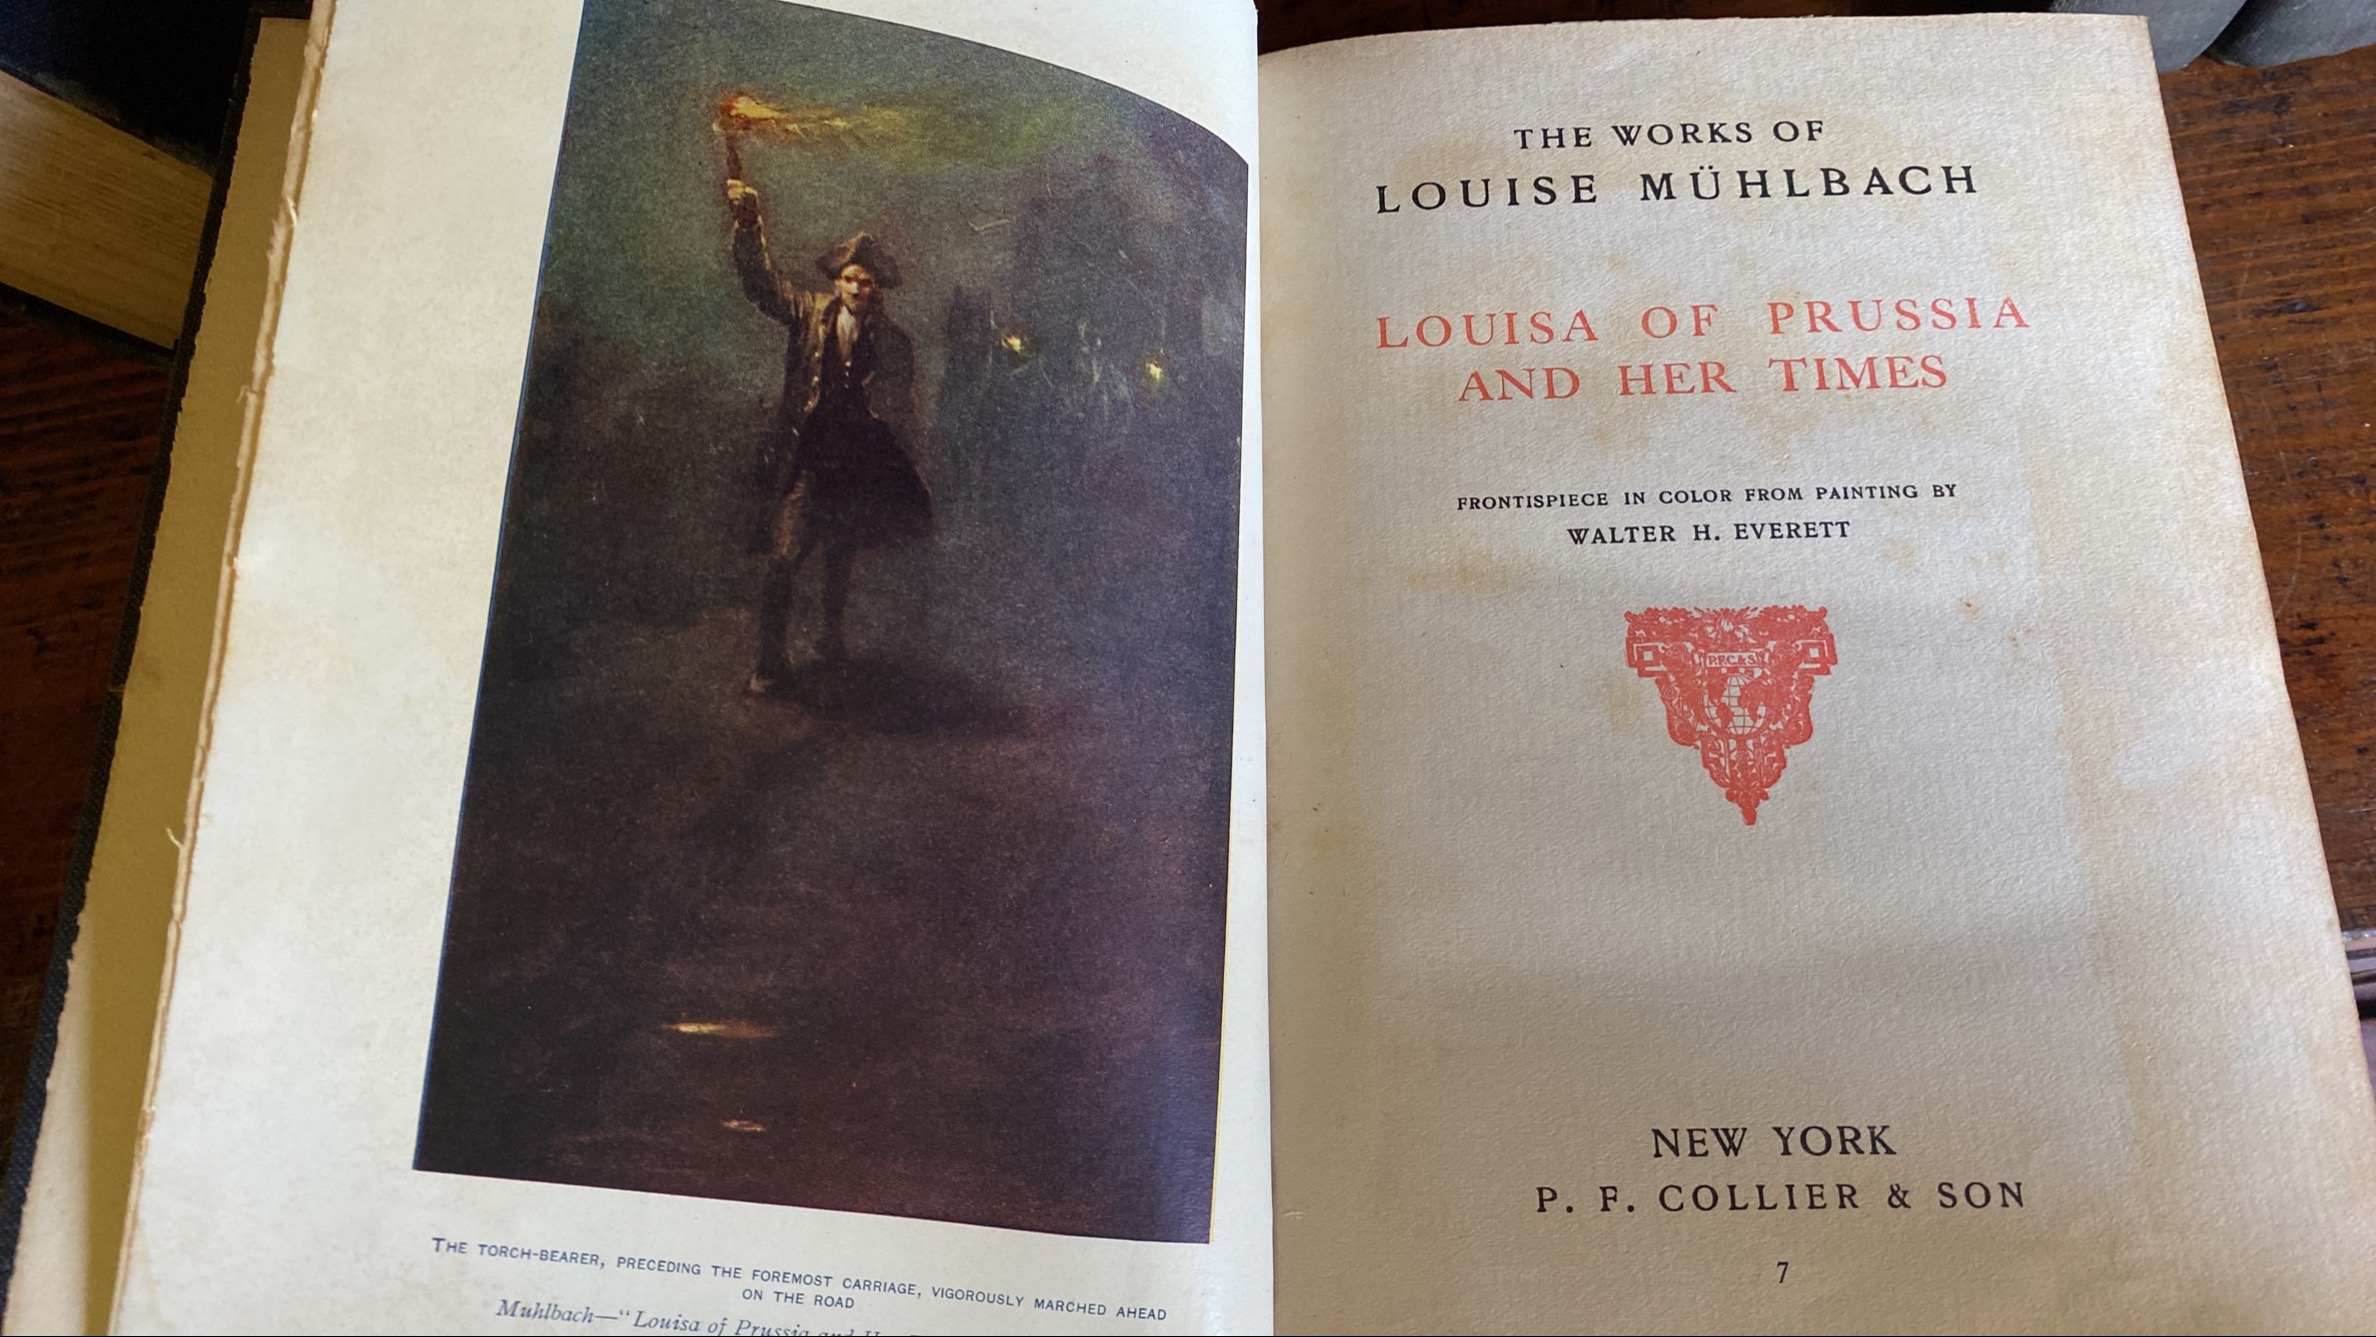 THE TORCH-BEARER, PRECEDING THE FOREMOST CARRIAGE, VIGOROUSLY MARCHED AHEAD
ON THE ROAD
Muhlbach—“Louisa of Prussia and
THE WORKS OF
LOUISE MÜHLBACH
LOUISA OF PRUSSIA
AND HER TIMES
FRONTISPIECE IN COLOR FROM PAINTING BY
WALTER H. EVERETT
P.F.C.&S.
NEW YORK
P. F. COLLIER & SON
7